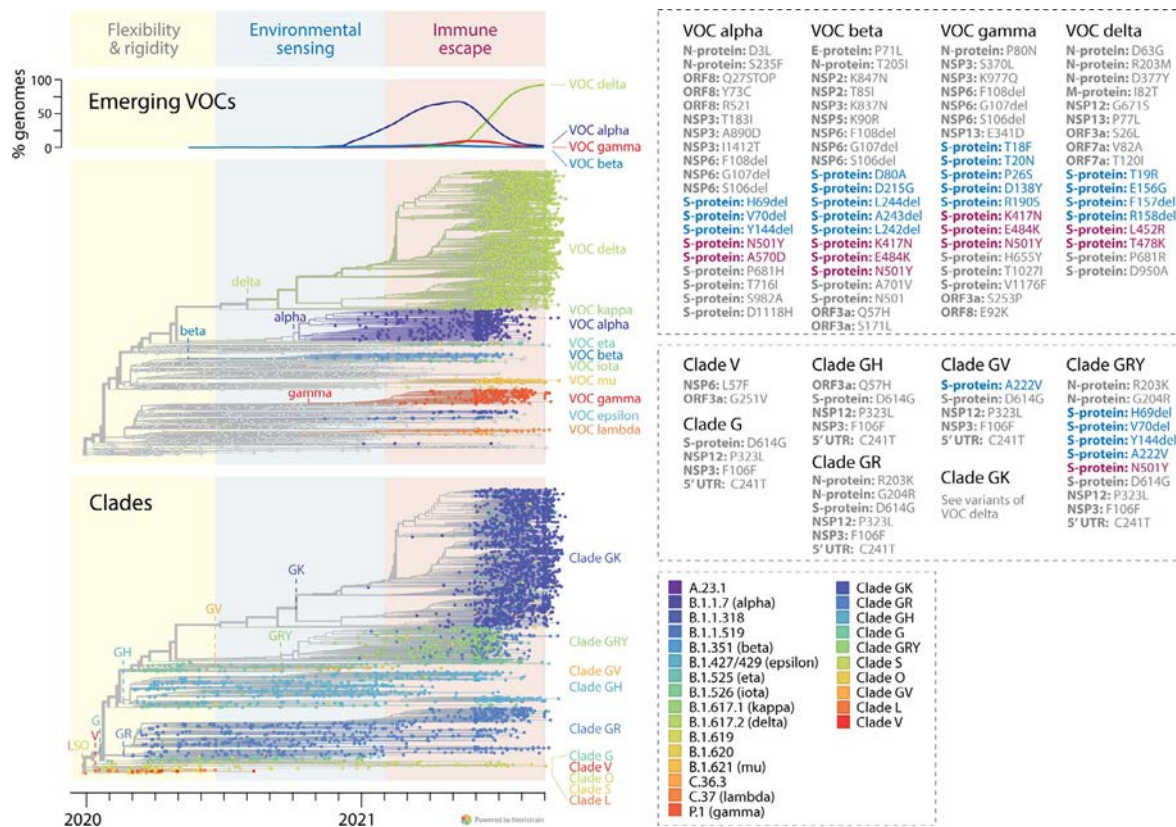 Flexibility
& rigidity
Environmental
sensing
Immune
escape
% genomes
100
50
0
Emerging VOCs
VOC delta
VOC alpha
VOC gamma
VOC beta
delta
alpha
beta
gamma
VOC delta
VOC kappa
VOC alpha
VOC eta
VOC beta
VOC iota
VOC mu
VOC gamma
VOC epsilon
VOC lambda
Clades
GK
GV
GRY
GH
G
V
LSO
GR
Clade GK
Clade GRY
Clade GV
Clade GH
Clade GR
Clade G
Clade V
Clade O
Clade S
Clade L
2020
2021
Powered by Nextstrain
VOC alpha
N-protein: D3L
N-protein: S235F
ORF8: Q27STOP
ORF8: Y73C
ORF8: R521
NSP3: T183I
NSP3: A890D
NSP3: I1412T
NSP6: F108del
NSP6: G107del
NSP6: S106del
S-protein: H69del
S-protein: V70del
S-protein: Y144del
S-protein: N501Y
S-protein: A570D
S-protein: P681H
S-protein: T716I
S-protein: S982A
S-protein: D1118H
VOC beta
E-protein: P71L
N-protein: T205I
NSP2: K847N
NSP2: T85I
NSP3: K837N
NSP5: K90R
NSP6: F108del
NSP6: G107del
NSP6: S106del
S-protein: D80A
S-protein: D215G
S-protein: L244del
S-protein: A243del
S-protein: L242del
S-protein: K417N
S-protein: E484K
S-protein: N501Y
S-protein: A701V
S-protein: N501
ORF3a: Q57H
ORF3a: S171L
VOC gamma
N-protein: P80N
NSP3: S370L
NSP3: K977Q
NSP6: F108del
NSP6: G107del
NSP6: S106del
NSP13: E341D
S-protein: T18F
S-protein: T20N
S-protein: P26S
S-protein: D138Y
S-protein: R190S
S-protein: K417N
S-protein: E484K
S-protein: N501Y
S-protein: H655Y
S-protein: T1027I
S-protein: V1176F
ORF3a: S253P
ORF8: E92K
VOC delta
N-protein: D63G
N-protein: R203M
N-protein: D377Y
M-protein: I82T
NSP12: G671S
NSP13: P77L
ORF3a: S26L
ORF7a: V82A
ORF7a: T120I
S-protein: T19R
S-protein: E156G
S-protein: F157del
S-protein: R158del
S-protein: L452R
S-protein: T478K
S-protein: P681R
S-protein: D950A
Clade V
NSP6: L57F
ORF3a: G251V
Clade G
S-protein: D614G
NSP12: P323L
NSP3: F106F
5' UTR: C241T
Clade GH
ORF3a: Q57H
S-protein: D614G
NSP12: P323L
NSP3: F106F
5' UTR: C241T
Clade GR
N-protein: R203K
N-protein: G204R
S-protein: D614G
NSP12: P323L
NSP3: F106F
5' UTR: C241T
Clade GV
S-protein: A222V
S-protein: D614G
NSP12: P323L
NSP3: F106F
5' UTR: C241T
Clade GK
See variants of
VOC delta
Clade GRY
N-protein: R203K
N-protein: G204R
S-protein: H69del
S-protein: V70del
S-protein: Y144del
S-protein: A222V
S-protein: N501Y
S-protein: D614G
NSP12: P323L
NSP3: F106F
5' UTR: C241T
A.23.1
B.1.1.7 (alpha)
B.1.1.318
B.1.1.519
B.1.351 (beta)
B.1.427/429 (epsilon)
B.1.525 (eta)
B.1.526 (iota)
B.1.617.1 (kappa)
B.1.617.2 (delta)
B.1.619
B.1.620
B.1.621 (mu)
C.36.3
C.37 (lambda)
P.1 (gamma)
Clade GK
Clade GR
Clade GH
Clade G
Clade GRY
Clade S
Clade O
Clade GV
Clade L
Clade V